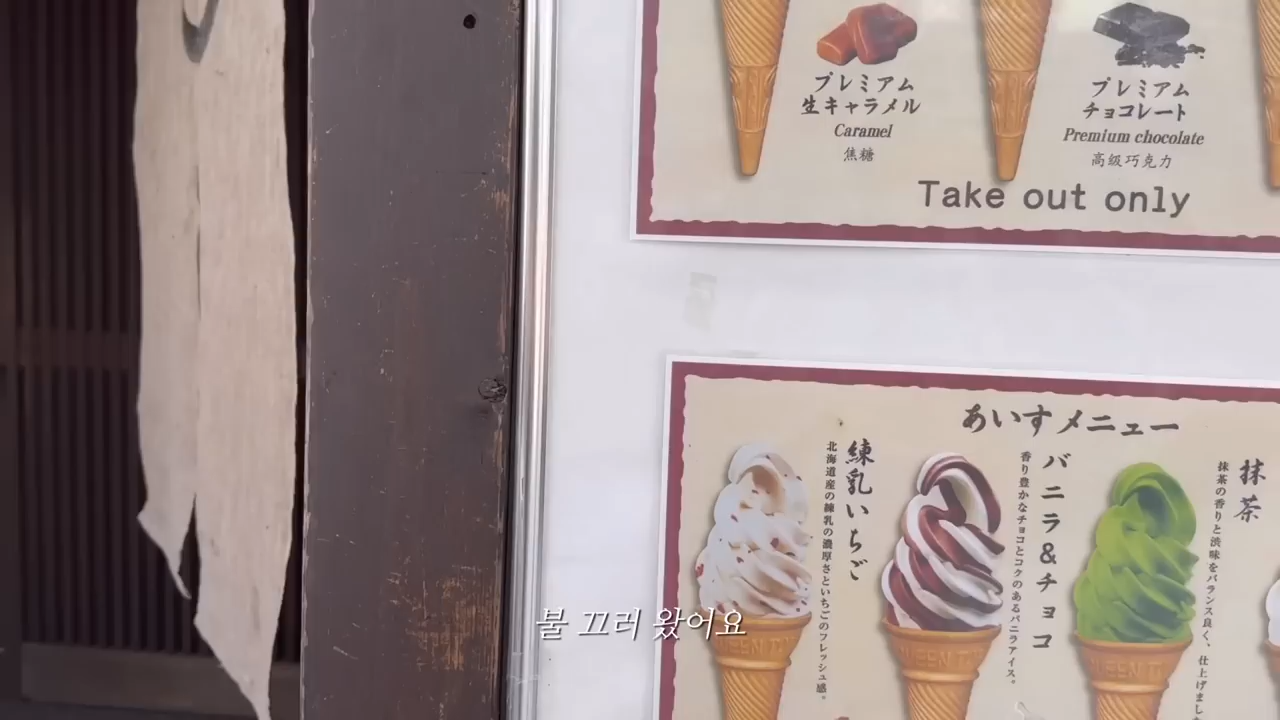 プレミアム
生キャラメル
Caramel
焦糖
プレミアム
チョコレート
Premium chocolate
高级巧克力
Take out only
あいすメニュー
練乳いちご
北海道産の練乳の濃厚さといちごのフレッシュ感。
バニラ&チョコ
香り豊かなチョコとコクのあるバニラアイス。
抹茶
抹茶の香りと渋味をバランス良く、仕上げまし
불 끄러 왔어요